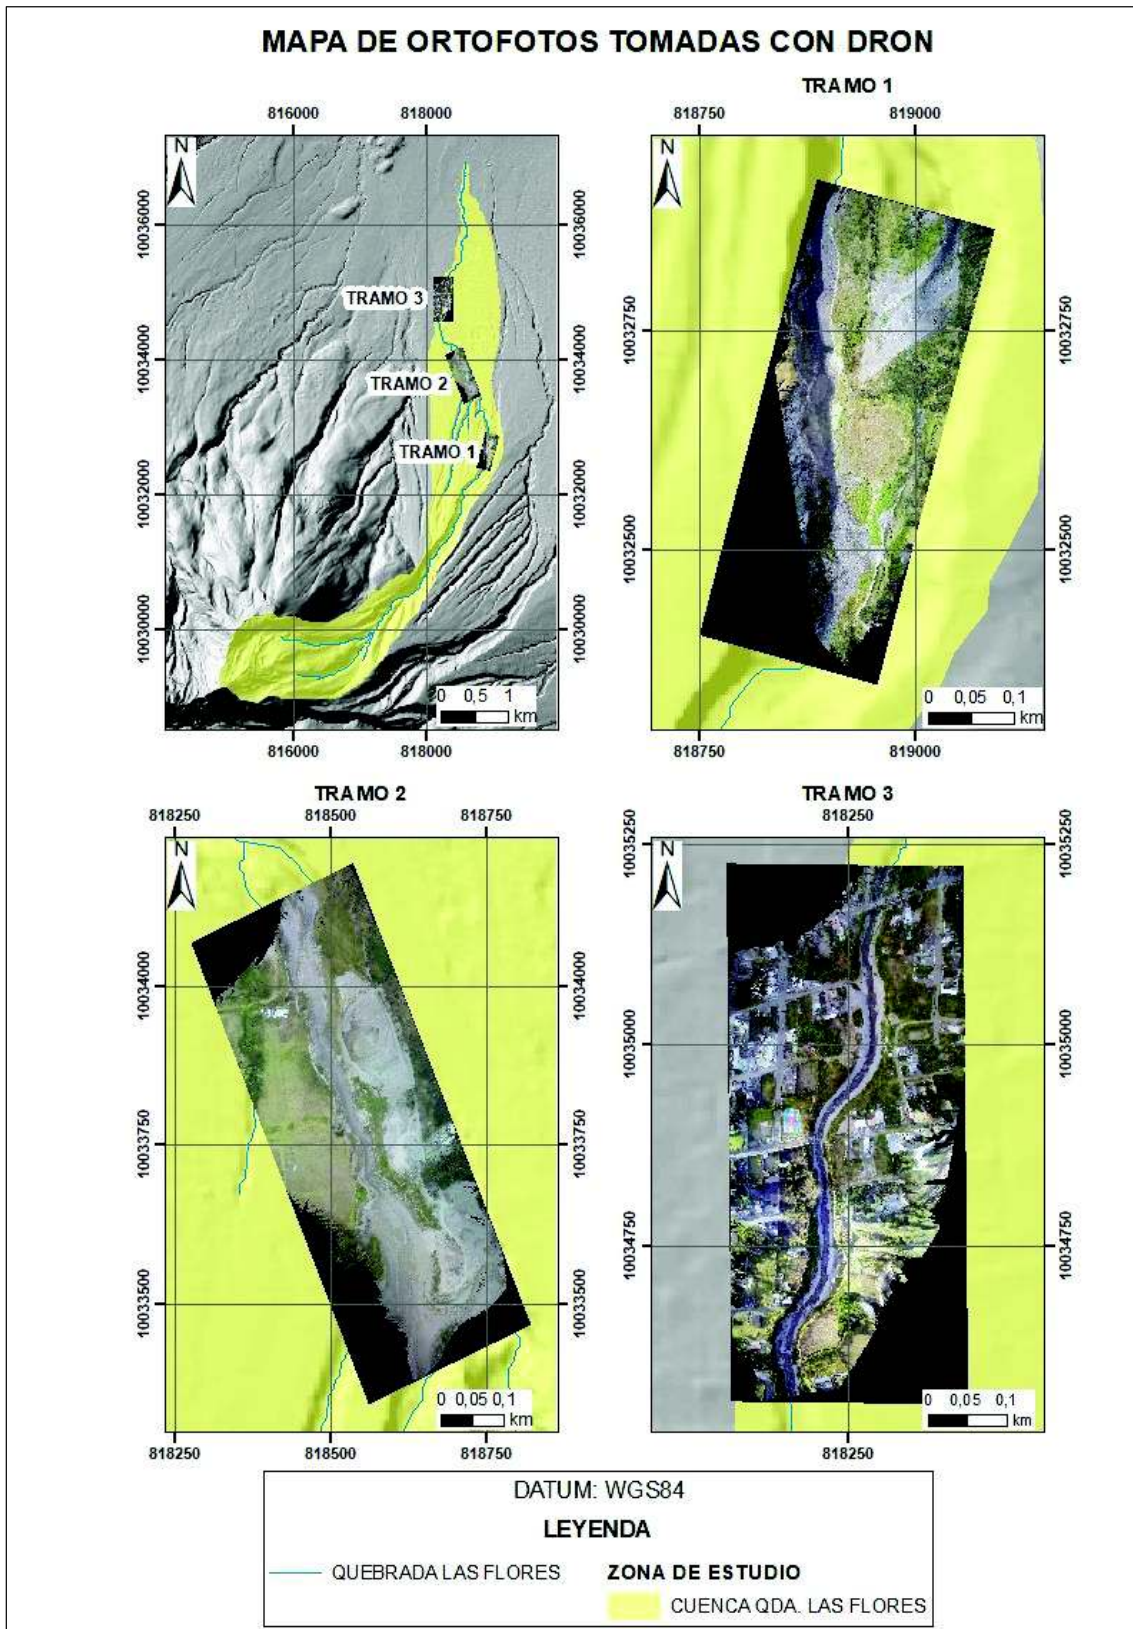 MAPA DE ORTOFOTOS TOMADAS CON DRON
816000 818000
N
10036000
10034000
10032000
10030000
TRAMO 3
TRAMO 2
TRAMO 1
0 0,5 1
km
816000 818000
TRAMO 1
818750 819000
N
10032750 10032750
10032500 10032500
0 0,05 0,1
km
818750 819000
TRAMO 2
818250 818500 818750
N
10034000 10034000
10033750 10033750
10033500 10033500
0 0,05 0,1
km
818250 818500 818750
TRAMO 3
818250
N
10035250 10035250
10035000 10035000
10034750 10034750
0 0,05 0,1
km
818250
DATUM: WGS84
LEYENDA
QUEBRADA LAS FLORES
ZONA DE ESTUDIO
CUENCA QDA. LAS FLORES